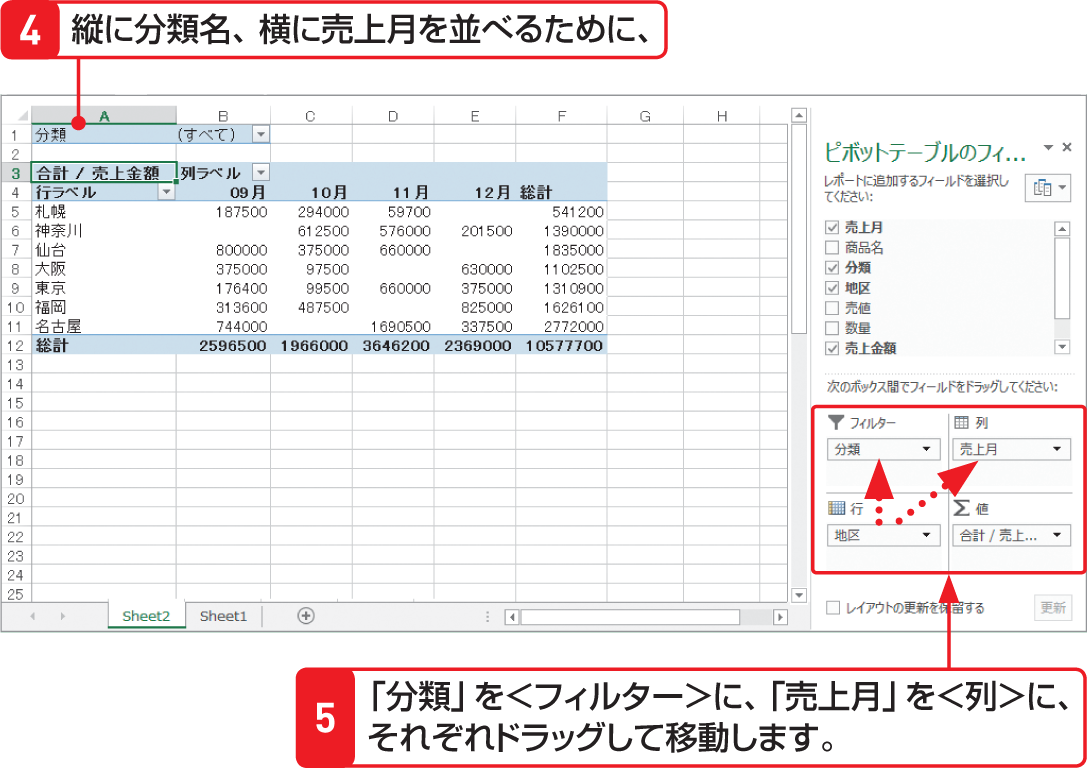 4 縦に分類名、横に売上月を並べるために、
A B C D E F G H
1 分類 (すべて)
2
3 合計 / 売上金額 列ラベル
4 行ラベル 09月 10月 11月 12月 総計
5 札幌 187500 294000 59700 541200
6 神奈川 612500 576000 201500 1390000
7 仙台 800000 375000 660000 1835000
8 大阪 375000 97500 630000 1102500
9 東京 176400 99500 660000 375000 1310900
10 福岡 313600 487500 825000 1626100
11 名古屋 744000 1690500 337500 2772000
12 総計 2596500 1966000 3646200 2369000 10577700
13
14
15
16
17
18
19
20
21
22
23
24
25
Sheet2 Sheet1
ピボットテーブルのフィ...
レポートに追加するフィールドを選択し
てください:
売上月
商品名
分類
地区
売値
数量
売上金額
次のボックス間でフィールドをドラッグしてください:
フィルター 列
分類 売上月
行 Σ 値
地区 合計 / 売上...
レイアウトの更新を保留する 更新
5 「分類」を<フィルター>に、「売上月」を<列>に、
それぞれドラッグして移動します。